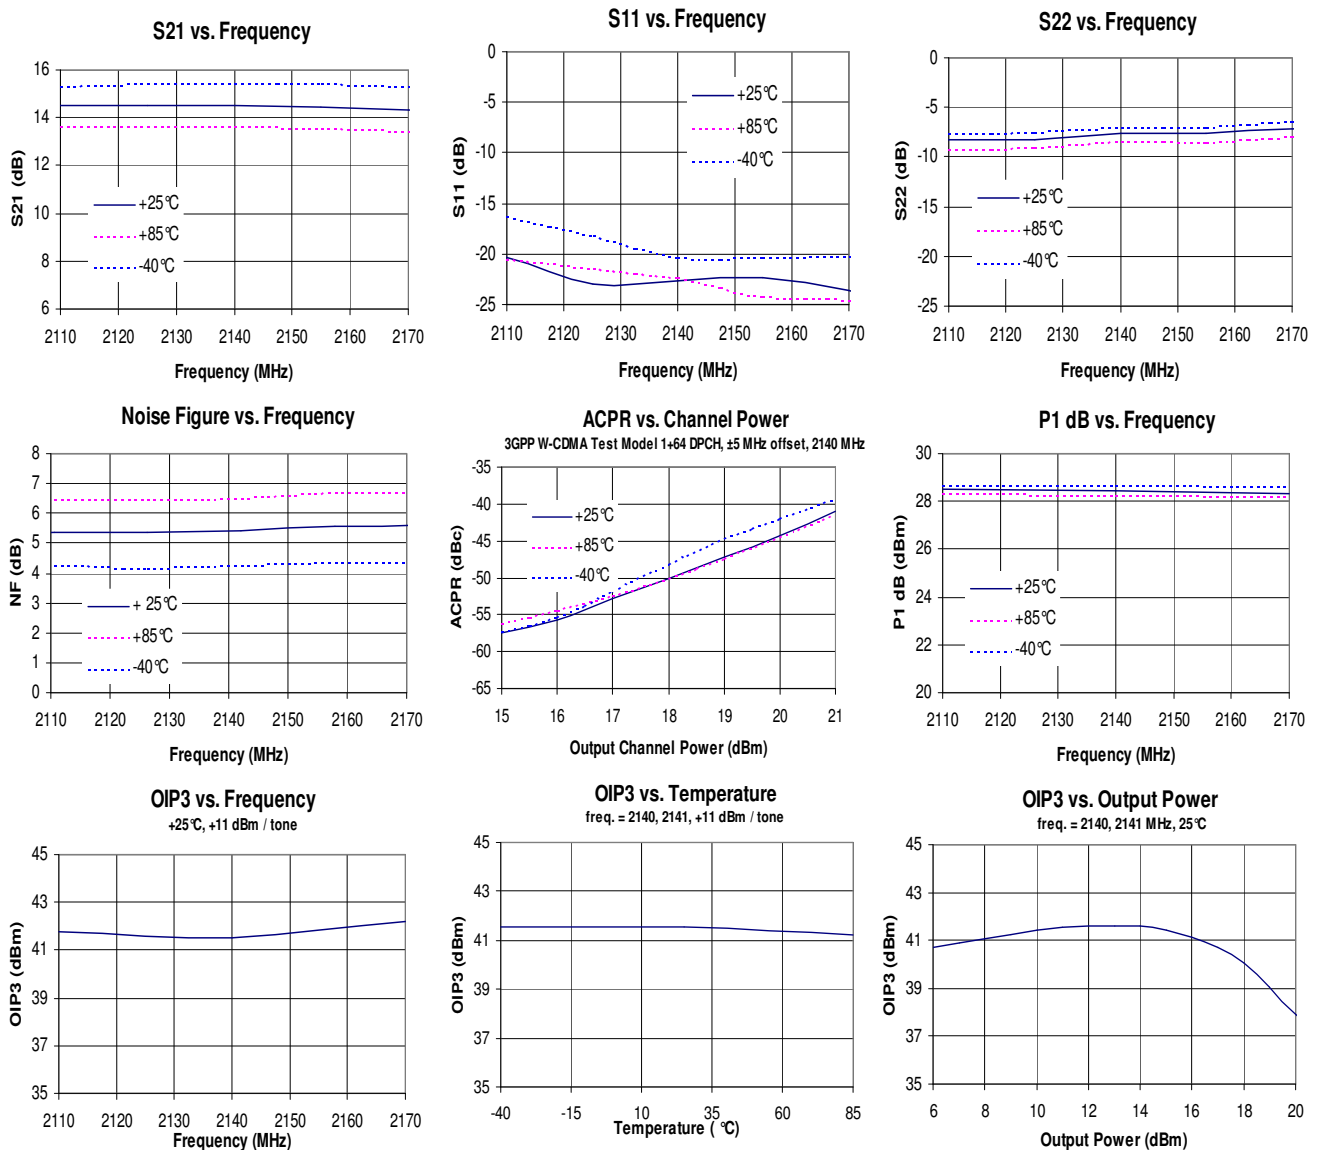 S21 vs. Frequency
16
14
12
10
8
6
S21 (dB)
+25°C
+85°C
-40°C
2110 2120 2130 2140 2150 2160 2170
Frequency (MHz)
S11 vs. Frequency
0
-5
-10
-15
-20
-25
S11 (dB)
+25°C
+85°C
-40°C
2110 2120 2130 2140 2150 2160 2170
Frequency (MHz)
S22 vs. Frequency
0
-5
-10
-15
-20
-25
S22 (dB)
+25°C
+85°C
-40°C
2110 2120 2130 2140 2150 2160 2170
Frequency (MHz)
Noise Figure vs. Frequency
8
7
6
5
4
3
2
1
0
NF (dB)
+ 25°C
+85°C
-40°C
2110 2120 2130 2140 2150 2160 2170
Frequency (MHz)
ACPR vs. Channel Power
3GPP W-CDMA Test Model 1+64 DPCH, ±5 MHz offset, 2140 MHz
-35
-40
-45
-50
-55
-60
-65
ACPR (dBc)
+25°C
+85°C
-40°C
15 16 17 18 19 20 21
Output Channel Power (dBm)
P1 dB vs. Frequency
30
28
26
24
22
20
P1 dB (dBm)
+25°C
+85°C
-40°C
2110 2120 2130 2140 2150 2160 2170
Frequency (MHz)
OIP3 vs. Frequency
+25°C, +11 dBm / tone
45
43
41
39
37
35
OIP3 (dBm)
2110 2120 2130 2140 2150 2160 2170
Frequency (MHz)
OIP3 vs. Temperature
freq. = 2140, 2141, +11 dBm / tone
45
43
41
39
37
35
OIP3 (dBm)
-40 -15 10 35 60 85
Temperature ( °C)
OIP3 vs. Output Power
freq. = 2140, 2141 MHz, 25°C
45
43
41
39
37
35
OIP3 (dBm)
6 8 10 12 14 16 18 20
Output Power (dBm)